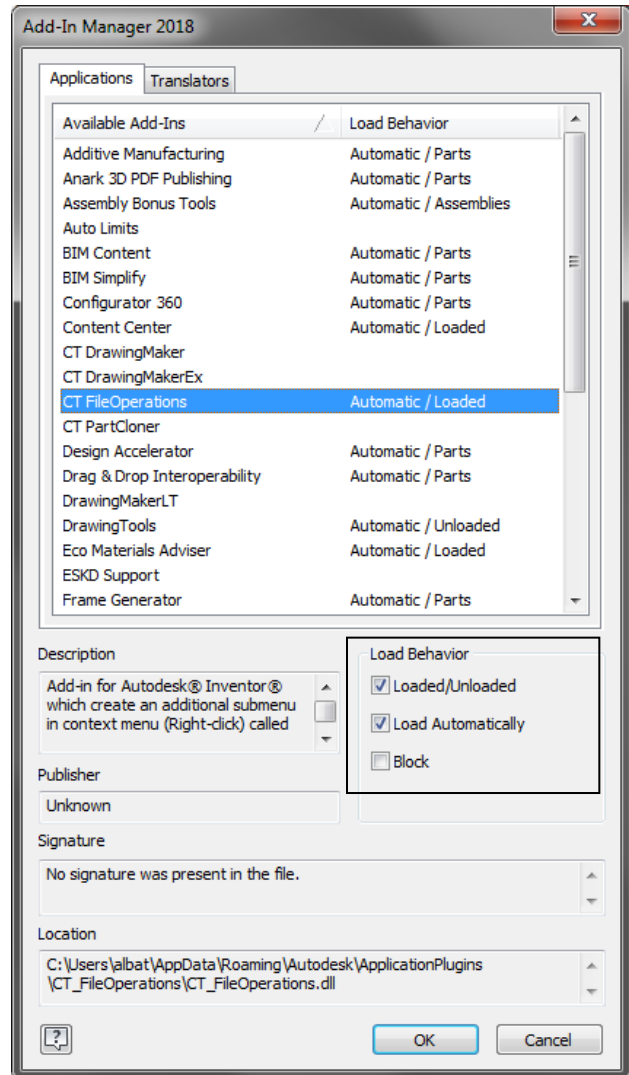 Add-In Manager 2018
Applications Translators
Available Add-Ins Load Behavior
Additive Manufacturing Automatic / Parts
Anark 3D PDF Publishing Automatic / Parts
Assembly Bonus Tools Automatic / Assemblies
Auto Limits
BIM Content Automatic / Parts
BIM Simplify Automatic / Parts
Configurator 360 Automatic / Parts
Content Center Automatic / Loaded
CT DrawingMaker
CT DrawingMakerEx
CT FileOperations Automatic / Loaded
CT PartCloner
Design Accelerator Automatic / Parts
Drag & Drop Interoperability Automatic / Parts
DrawingMakerLT
DrawingTools Automatic / Unloaded
Eco Materials Adviser Automatic / Loaded
ESKD Support
Frame Generator Automatic / Parts
Description
Add-in for Autodesk® Inventor®
which create an additional submenu
in context menu (Right-click) called
Load Behavior
Loaded/Unloaded
Load Automatically
Block
Publisher
Unknown
Signature
No signature was present in the file.
Location
C:\Users\albat\AppData\Roaming\Autodesk\ApplicationPlugins
\CT_FileOperations\CT_FileOperations.dll
OK Cancel